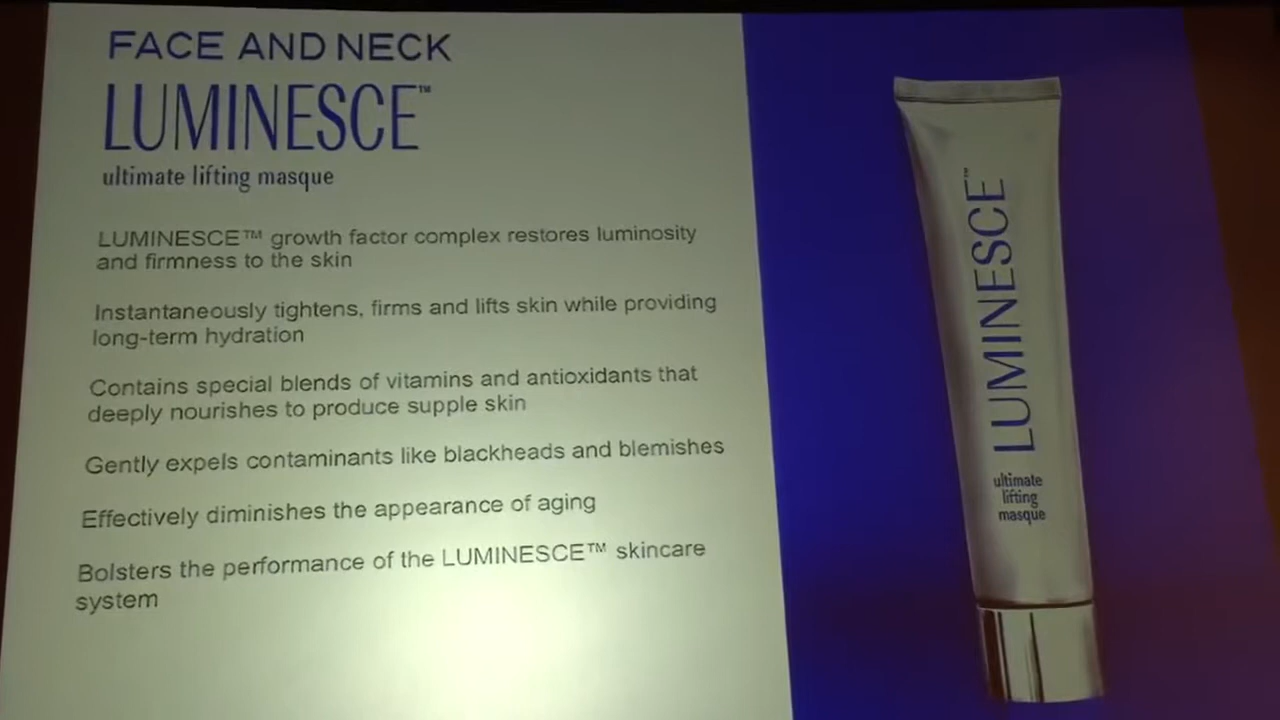 FACE AND NECK
LUMINESCE™
ultimate lifting masque
LUMINESCE™ growth factor complex restores luminosity
and firmness to the skin
Instantaneously tightens, firms and lifts skin while providing
long-term hydration
Contains special blends of vitamins and antioxidants that
deeply nourishes to produce supple skin
Gently expels contaminants like blackheads and blemishes
Effectively diminishes the appearance of aging
Bolsters the performance of the LUMINESCE™ skincare
system
LUMINESCE™
ultimate
lifting
masque